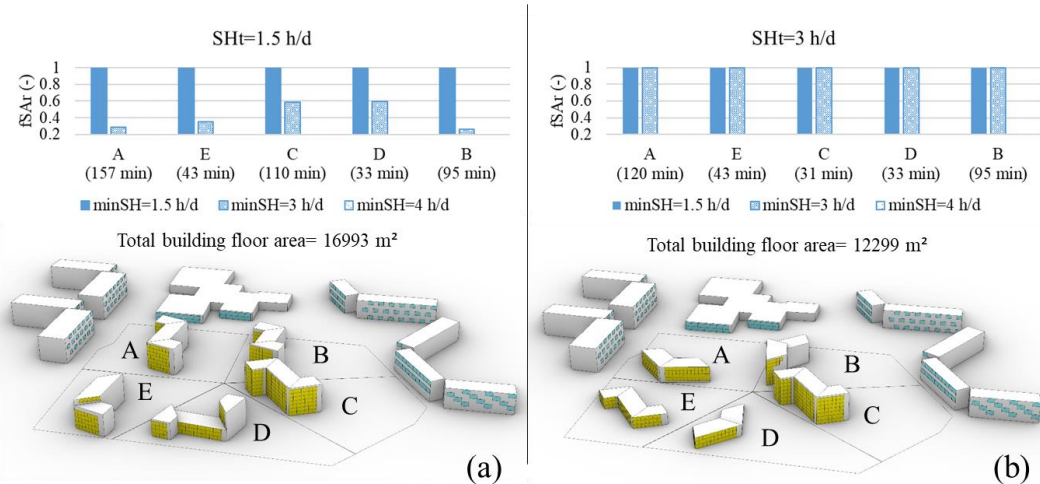 SHt=1.5 h/d
fSAr (-)
1
0.8
0.6
0.4
0.2
A E C D B
(157 min) (43 min) (110 min) (33 min) (95 min)
minSH=1.5 h/d minSH=3 h/d minSH=4 h/d
Total building floor area= 16993 m²
A
B
E
C
D
(a)
SHt=3 h/d
fSAr (-)
1
0.8
0.6
0.4
0.2
A E C D B
(120 min) (43 min) (31 min) (33 min) (95 min)
minSH=1.5 h/d minSH=3 h/d minSH=4 h/d
Total building floor area= 12299 m²
A
B
E
C
D
(b)